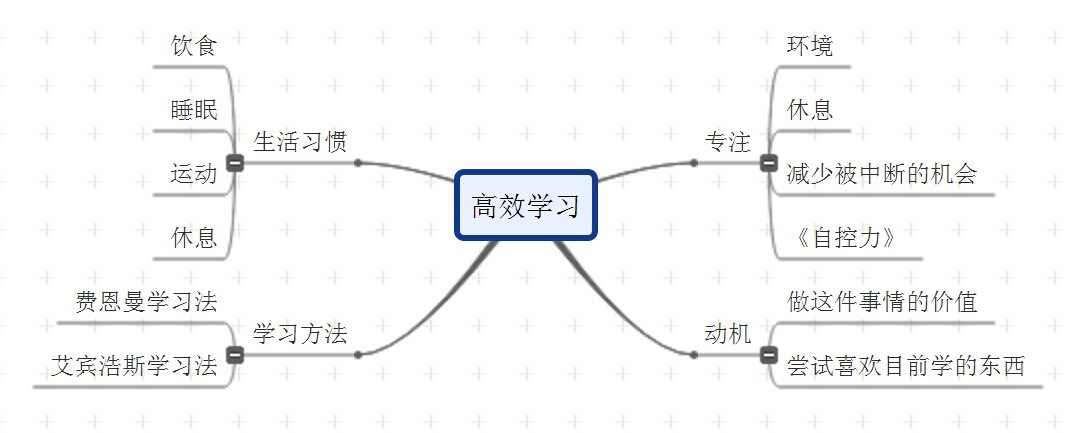 高效学习
专注
环境
休息
减少被中断的机会
《自控力》
动机
做这件事情的价值
尝试喜欢目前学的东西
生活习惯
饮食
睡眠
运动
休息
学习方法
费恩曼学习法
艾宾浩斯学习法